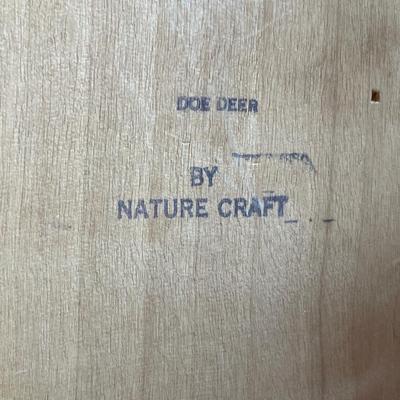 DOE DEER
BY
NATURE CRAFT